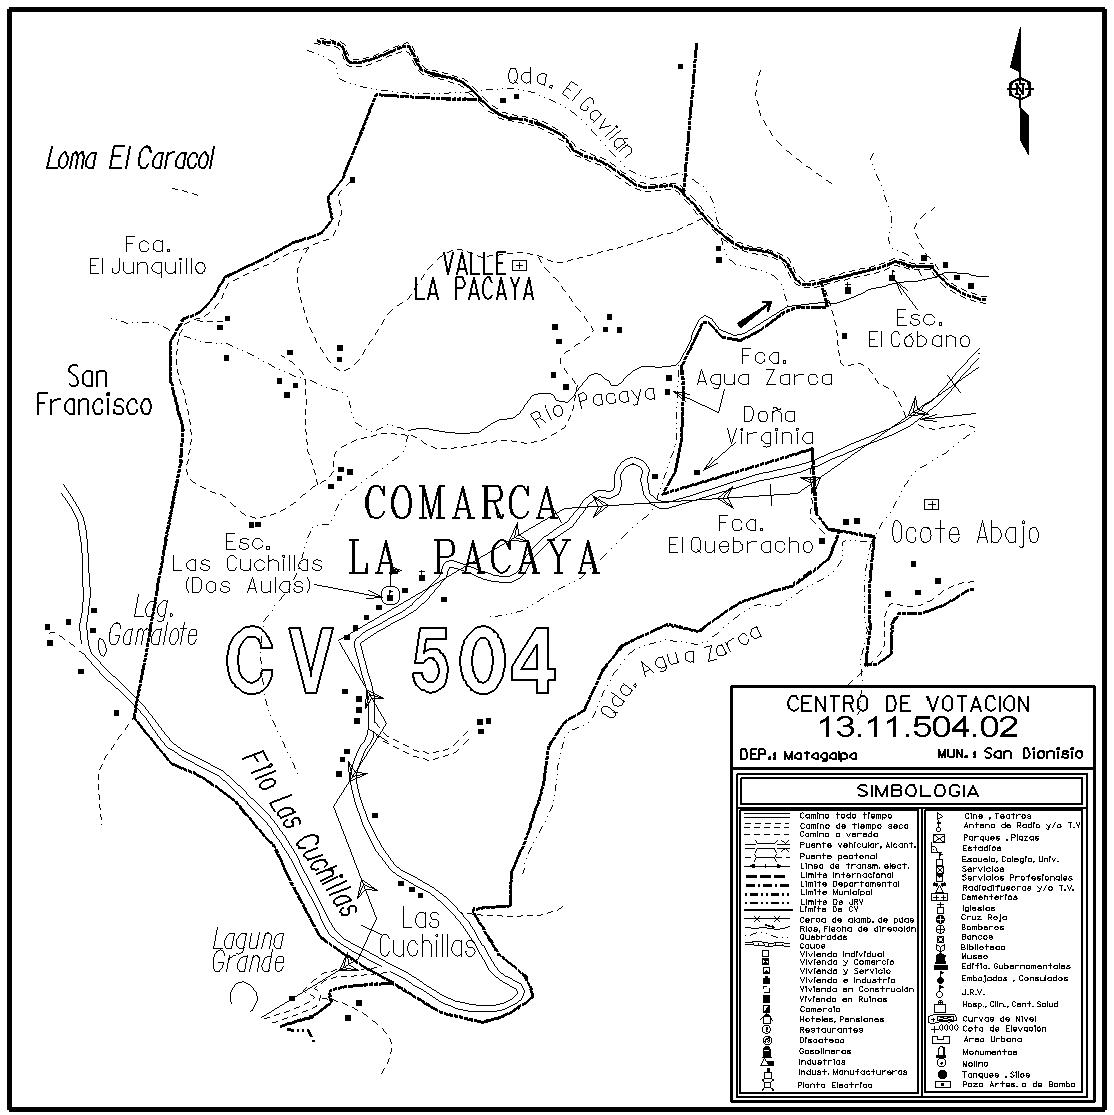 N
Qda. El Gavilán
Loma El Caracol
Fca.
El Junquillo
VALLE
LA PACAYA
Esc.
El Cóbano
San
Francisco
Fca.
Agua Zarca
Río Pacaya
Doña
Virginia
COMARCA
LA PACAYA
Fca.
El Quebracho
Ocote Abajo
Esc.
Las Cuchillas
(Dos Aulas)
Lag.
Gamalote
CV 504
Qda. Agua Zarca
Filo Las Cuchillas
Las
Cuchillas
Laguna
Grande
CENTRO DE VOTACION
13.11.504.02
DEP.: Matagalpa MUN.: San Dionisio
SIMBOLOGIA
Camino todo tiempo
Camino de tiempo seco
Camino o vereda
Puente vehicular, Alcant.
Puente peatonal
Linea de transm. elect.
Limite Internacional
Limite Departamental
Limite Municipal
Limite De JRV
Limite De CV
Cerca de alamb. de puas
Rios, Flecha de dirección
Quebradas
Cauce
Vivienda Individual
Vivienda y Comercio
Vivienda y Servicio
Vivienda e Industria
Vivienda en Construción
Vivienda en Ruinas
Comercio
Hoteles, Pensiones
Restaurantes
Discoteca
Gasolineras
Industrias
Indust. Manufactureras
Planta Electrica
Cine , Teatros
Antena de Radio y/o T.V
Parques , Plazas
Estadios
Escuela, Colegio, Univ.
Servicios
Servicios Profesionales
Radiodifusoras y/o T.V.
Cementerios
Iglesias
Cruz Roja
Bomberos
Bancos
Biblioteca
Museo
Edific. Gubernamentales
Embajadas , Consulados
J.R.V.
Hosp., Clin., Cent. Salud
Curvas de Nivel
+0000 Cota de Elevación
Area Urbana
Monumentos
Molino
Tanques , Silos
Pozo Artes. o de Bomba